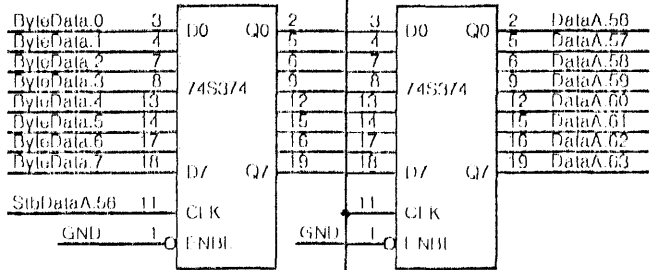 ByteData.0 3 D0 Q0 2 3 D0 Q0 2 DataA.56
ByteData.1 4 5 4 5 DataA.57
ByteData.2 7 6 7 6 DataA.58
ByteData.3 8 74S374 9 8 74S374 9 DataA.59
ByteData.4 13 12 13 12 DataA.60
ByteData.5 14 15 14 15 DataA.61
ByteData.6 17 16 17 16 DataA.62
ByteData.7 18 D7 Q7 19 18 D7 Q7 19 DataA.63
StbDataA.56 11 CLK 11 CLK
GND 1 ENBL GND 1 ENBL